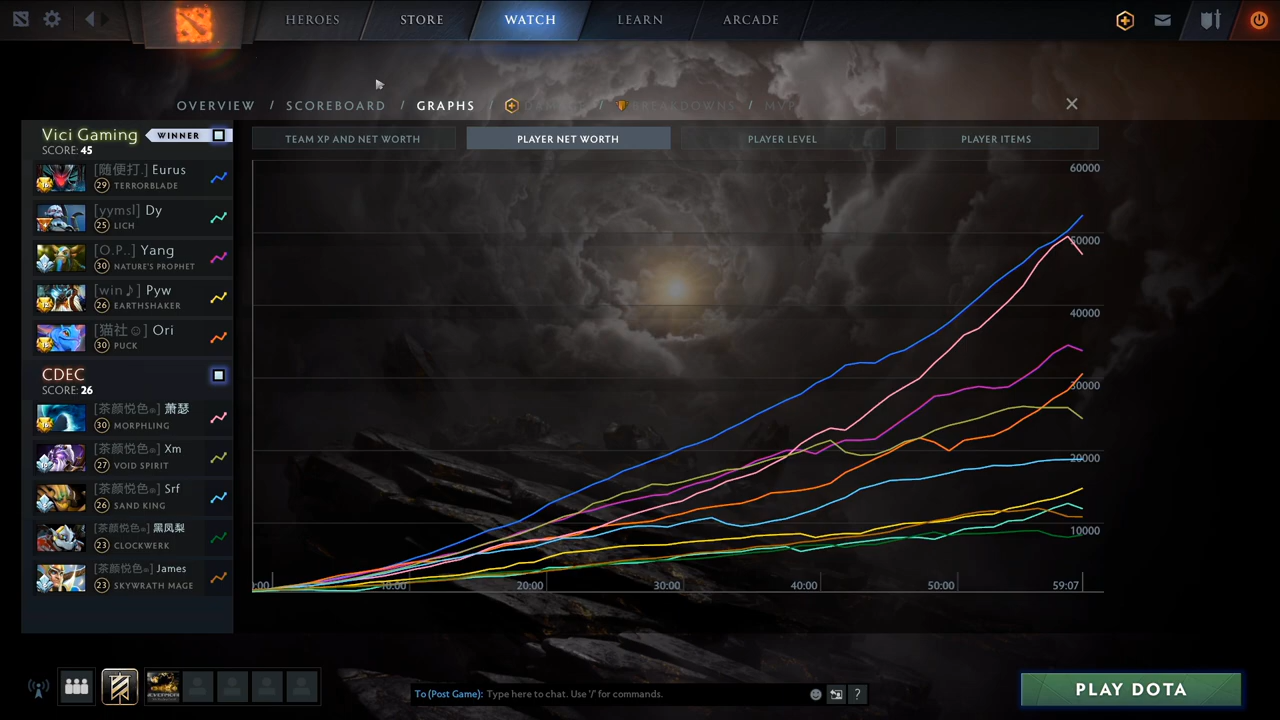 HEROES
STORE
WATCH
LEARN
ARCADE
OVERVIEW / SCOREBOARD / GRAPHS / / BREAKDOWNS / MVP
Vici Gaming WINNER
SCORE: 45
[随便打.] Eurus
29 TERRORBLADE
[yymsl] Dy
25 LICH
[O.P..] Yang
30 NATURE'S PROPHET
[win♪] Pyw
26 EARTHSHAKER
[猫社☺] Ori
30 PUCK
CDEC
SCORE: 26
[茶颜悦色] 萧瑟
30 MORPHLING
[茶颜悦色] Xm
27 VOID SPIRIT
[茶颜悦色] Srf
26 SAND KING
[茶颜悦色] 黑凤梨
23 CLOCKWERK
[茶颜悦色] James
23 SKYWRATH MAGE
TEAM XP AND NET WORTH
PLAYER NET WORTH
PLAYER LEVEL
PLAYER ITEMS
60000
50000
40000
30000
20000
10000
:00 10:00 20:00 30:00 40:00 50:00 59:07
To (Post Game): Type here to chat. Use '/' for commands.
?
PLAY DOTA